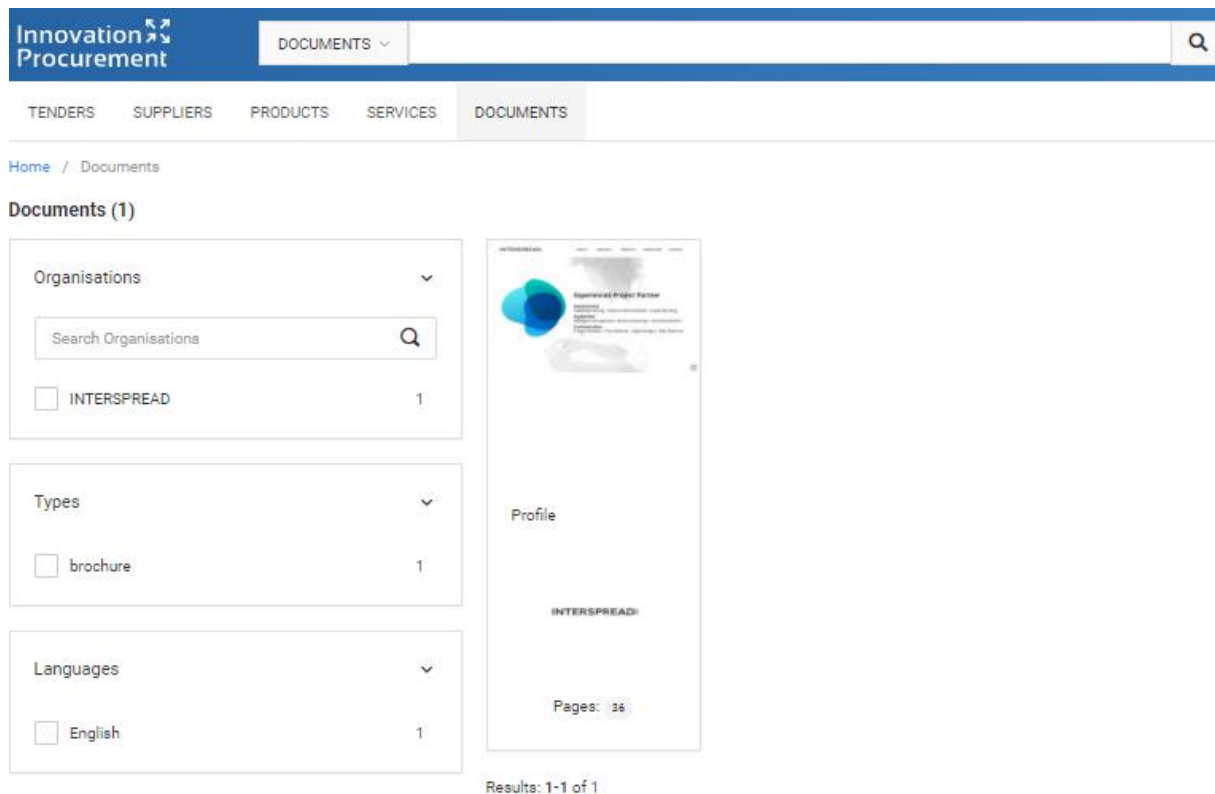 Innovation
Procurement
DOCUMENTS
TENDERS SUPPLIERS PRODUCTS SERVICES DOCUMENTS
Home / Documents
Documents (1)
Organisations
Search Organisations
INTERSPREAD 1
Types
brochure 1
Languages
English 1
INTERSPREAD
Experienced Project Partner
Profile
INTERSPREAD
Pages: 36
Results: 1-1 of 1